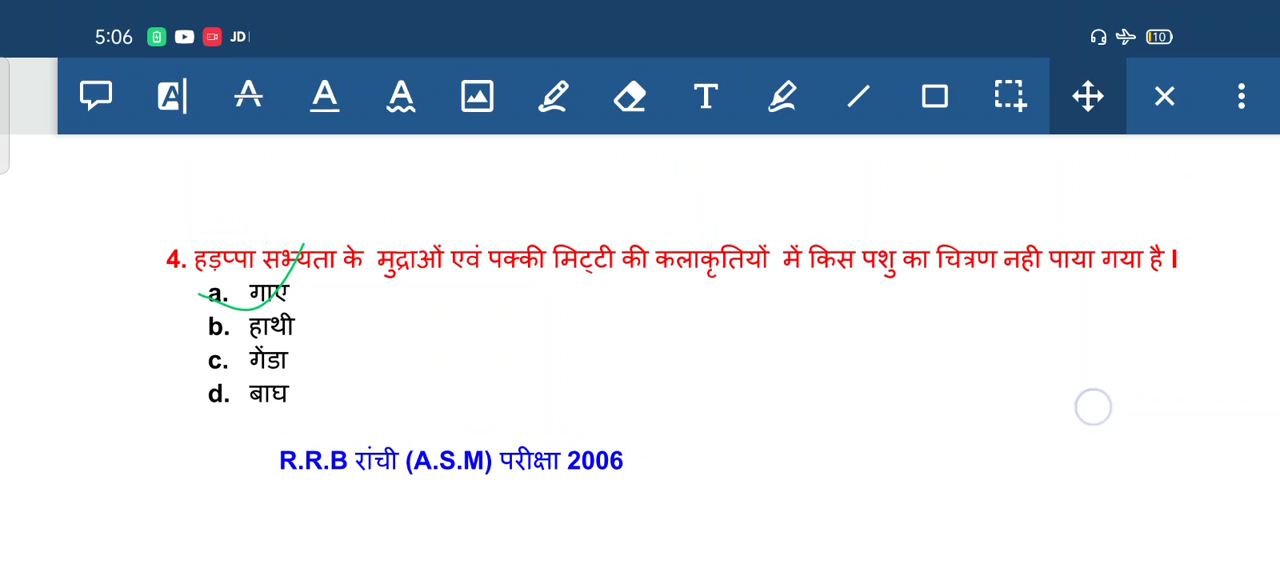 5:06 JD
10
A A A A T
4. हड़प्पा सभ्यता के मुद्राओं एवं पक्की मिट्टी की कलाकृतियों में किस पशु का चित्रण नही पाया गया है I
a. गाए
b. हाथी
c. गेंडा
d. बाघ
R.R.B रांची (A.S.M) परीक्षा 2006